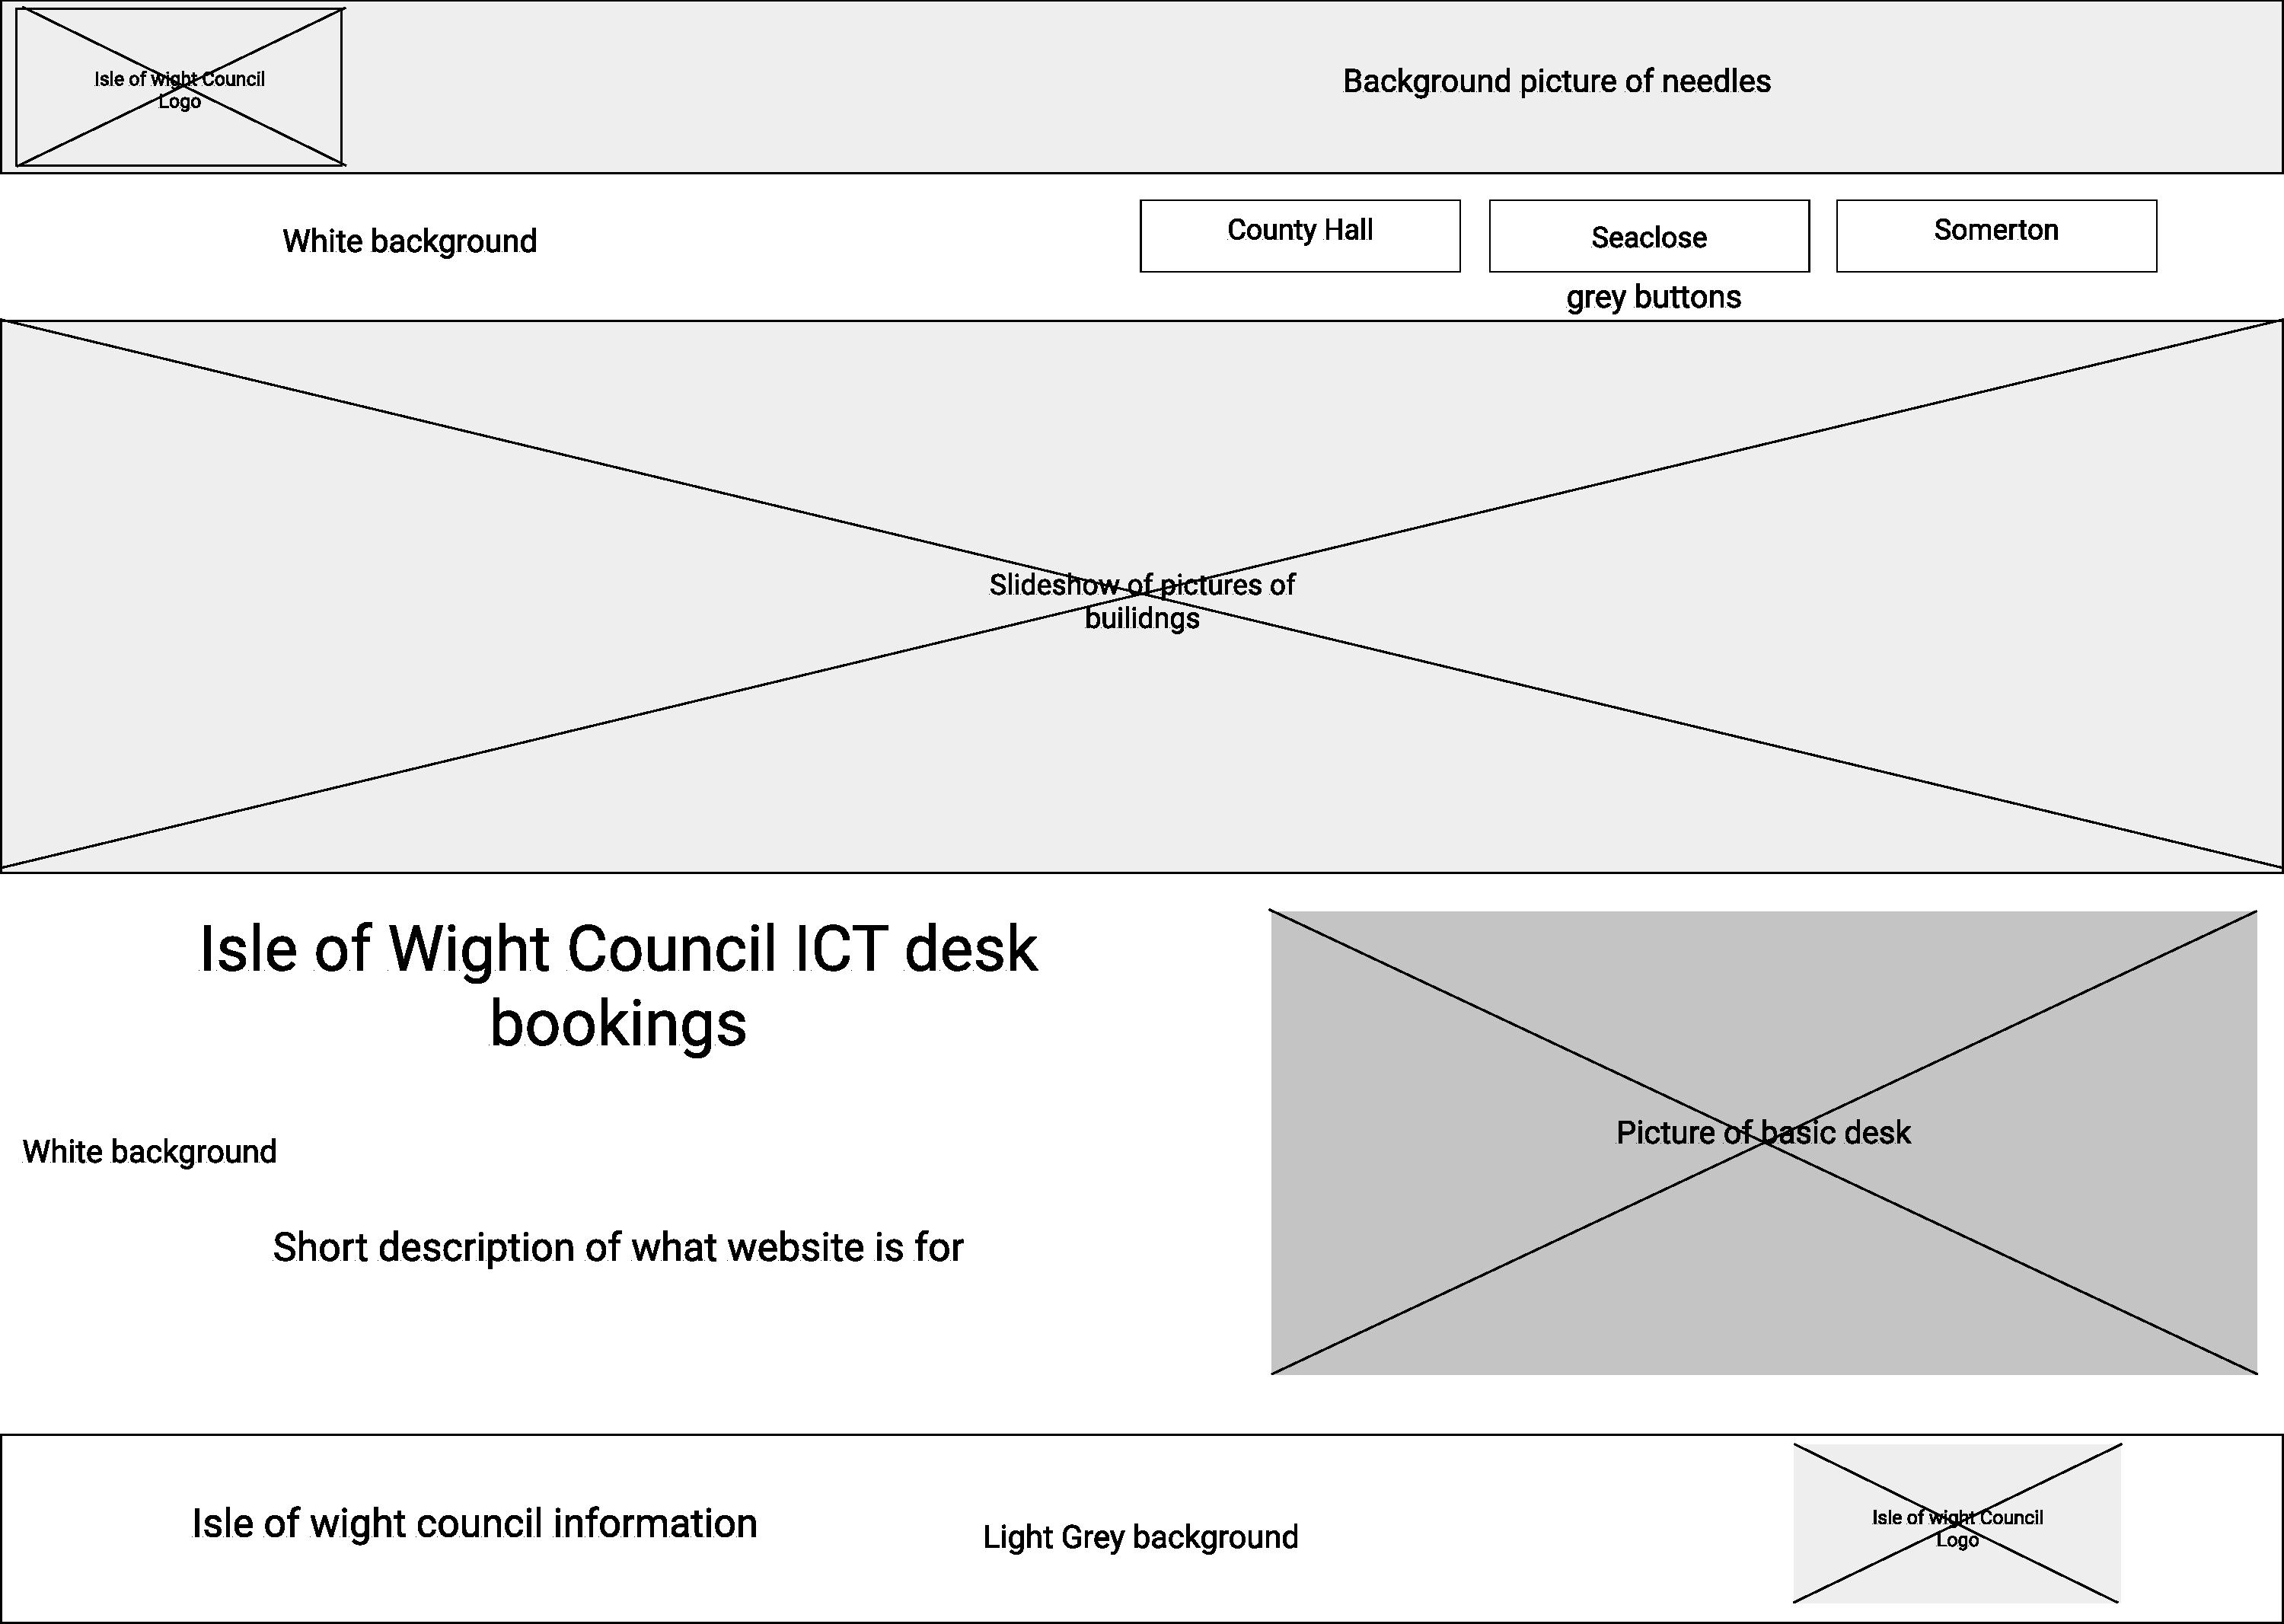 Isle of wight Council
Logo
Background picture of needles
White background
County Hall
Seaclose
Somerton
grey buttons
Slideshow of pictures of
builidngs
Isle of Wight Council ICT desk
bookings
White background
Short description of what website is for
Picture of basic desk
Isle of wight council information
Light Grey background
Isle of wight Council
Logo